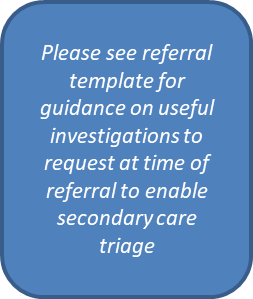 Please see referral
template for
guidance on useful
investigations to
request at time of
referral to enable
secondary care
triage